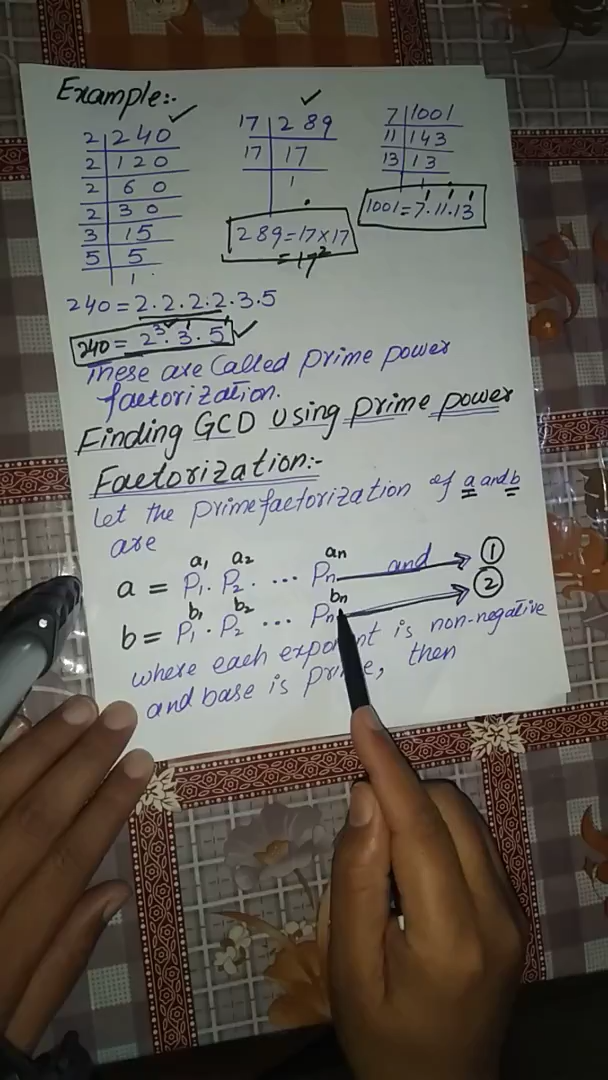 Example:-
2 | 240
2 | 120
2 | 60
2 | 30
3 | 15
5 | 5
1
17 | 289
17 | 17
1
289 = 17×17
= 17²
7 | 1001
11 | 143
13 | 13
1
1001 = 7.11.13
240 = 2.2.2.2.3.5
240 = 2³.3.5
These are Called prime power
factorization.
Finding GCD Using prime power
Factorization:-
Let the prime factorization of a and b
are
a = P₁^a₁ . P₂^a₂ . ... Pn^an and ①
b = P₁^b₁ . P₂^b₂ ... Pn^bn ②
where each is non-negative
and base is, then